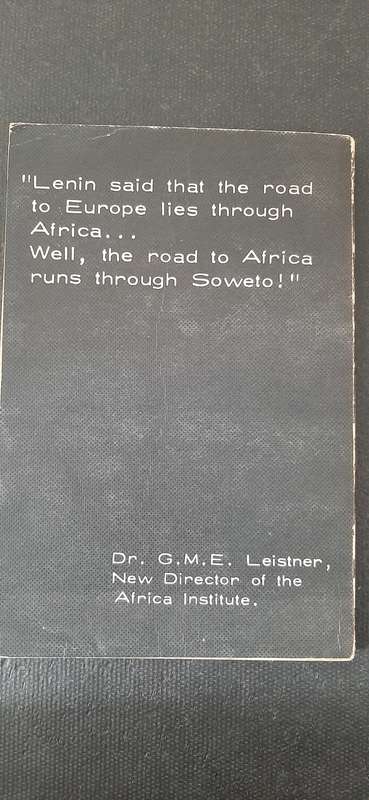 "Lenin said that the road
to Europe lies through
Africa...
Well, the road to Africa
runs through Soweto!"
Dr. G.M.E. Leistner,
New Director of the
Africa Institute.